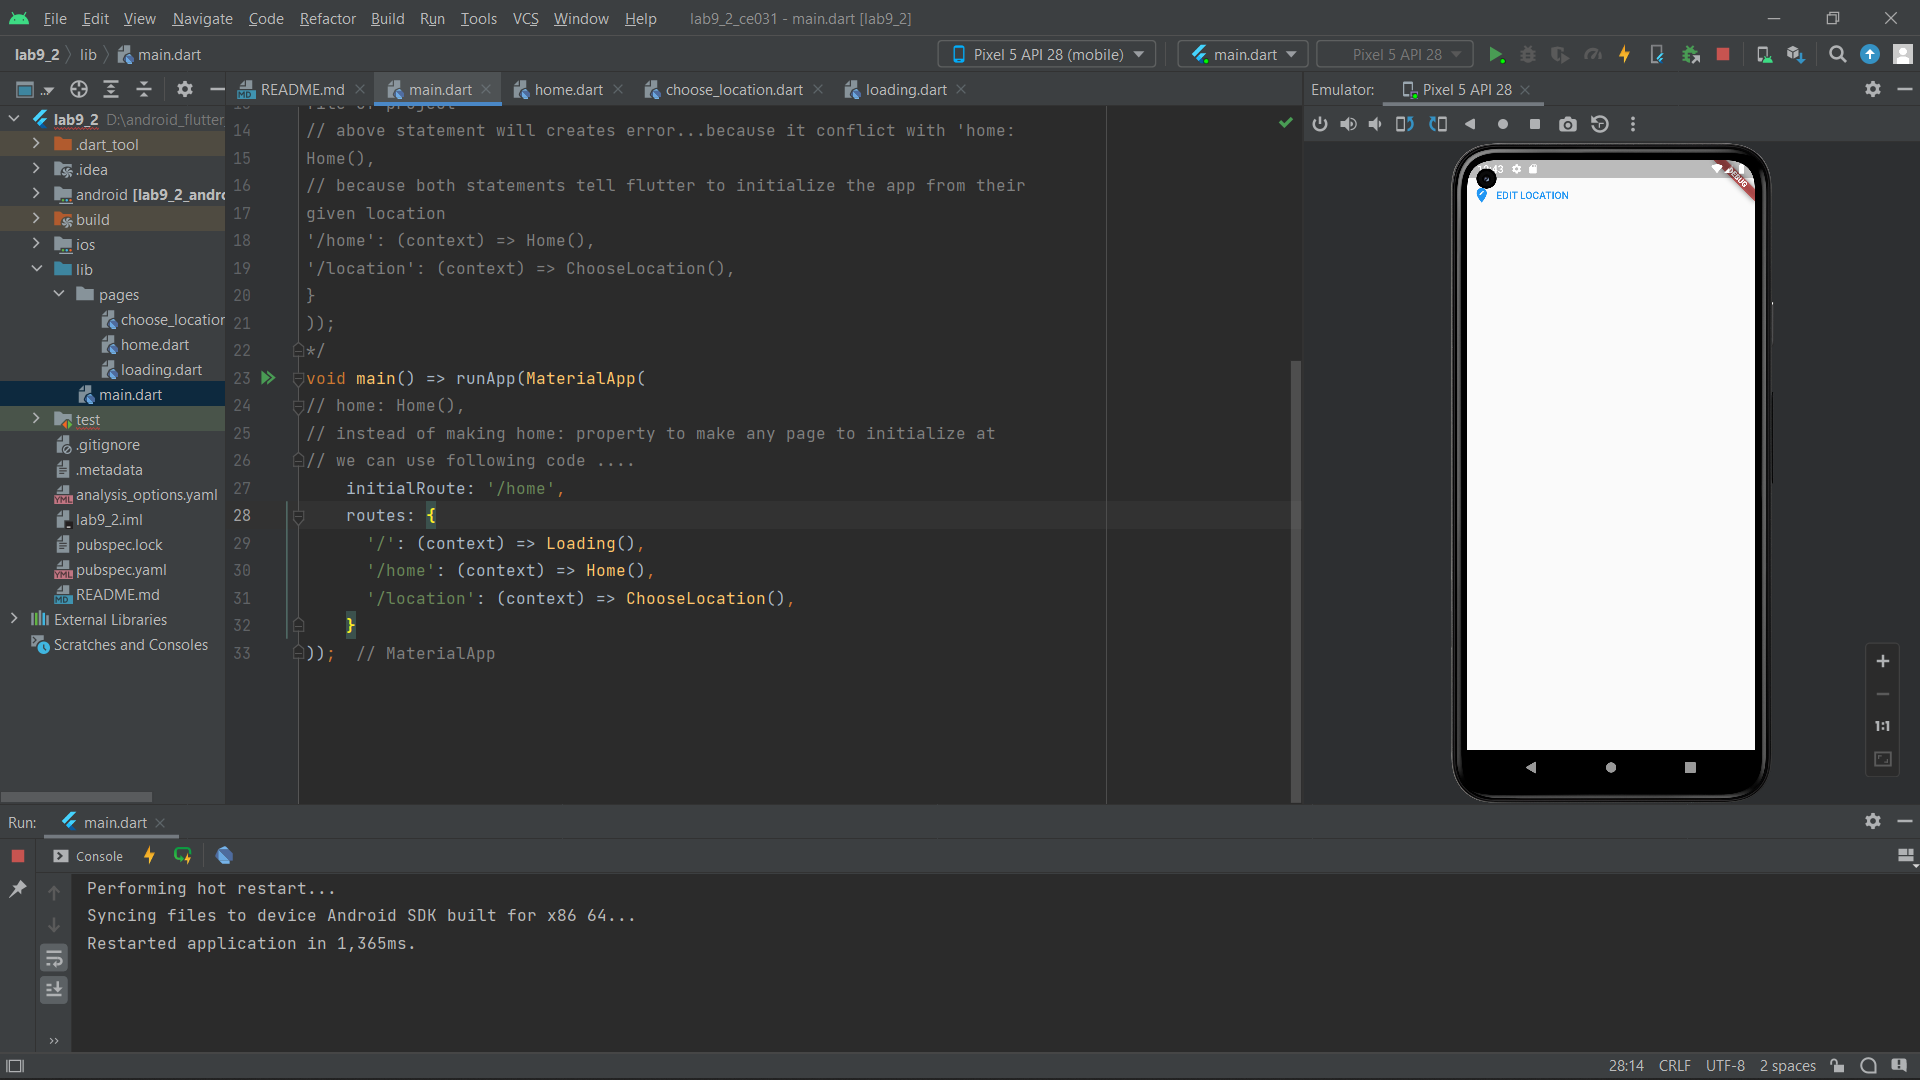 File Edit View Navigate Code Refactor Build Run Tools VCS Window Help lab9_2_ce031 - main.dart [lab9_2]
lab9_2 lib main.dart Pixel 5 API 28 (mobile) main.dart Pixel 5 API 28
README.md main.dart home.dart choose_location.dart loading.dart
Emulator: Pixel 5 API 28
lab9_2 D:\android_flutter
.dart_tool
.idea
android [lab9_2_andro
build
ios
lib
pages
choose_location
home.dart
loading.dart
main.dart
test
.gitignore
.metadata
analysis_options.yaml
lab9_2.iml
pubspec.lock
pubspec.yaml
README.md
External Libraries
Scratches and Consoles
14 // above statement will creates error...because it conflict with 'home:
15 Home(),
16 // because both statements tell flutter to initialize the app from their
17 given location
18 '/home': (context) => Home(),
19 '/location': (context) => ChooseLocation(),
20 }
21 ));
22 */
23 void main() => runApp(MaterialApp(
24 // home: Home(),
25 // instead of making home: property to make any page to initialize at
26 // we can use following code ....
27 initialRoute: '/home',
28 routes: {
29 '/': (context) => Loading(),
30 '/home': (context) => Home(),
31 '/location': (context) => ChooseLocation(),
32 }
33 )); // MaterialApp
DEBUG
EDIT LOCATION
1:1
Run: main.dart
Console
Performing hot restart...
Syncing files to device Android SDK built for x86 64...
Restarted application in 1,365ms.
28:14 CRLF UTF-8 2 spaces